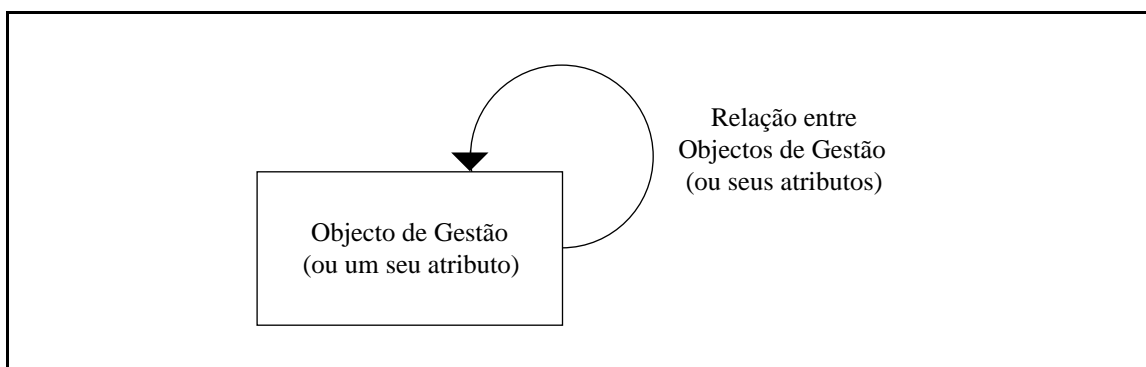 Relação entre
Objectos de Gestão
(ou seus atributos)
Objecto de Gestão
(ou um seu atributo)